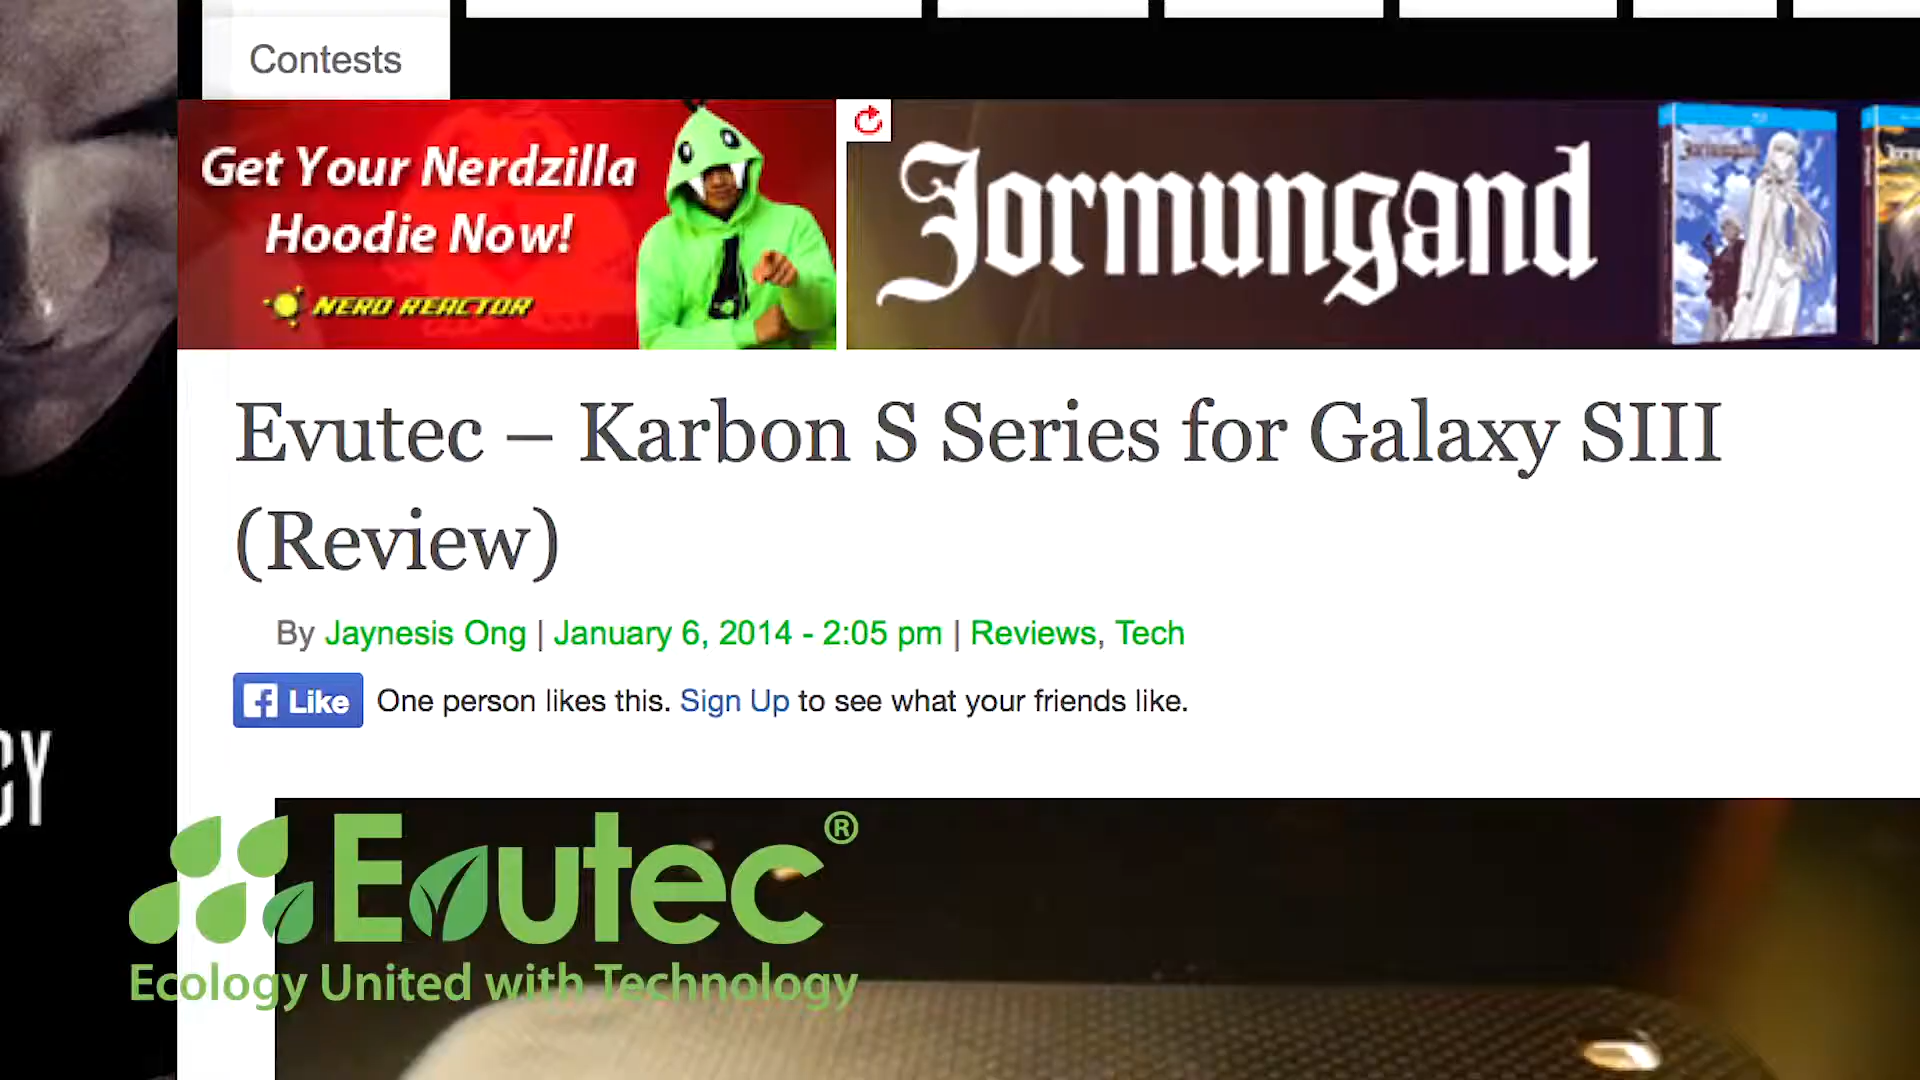 Contests
Get Your Nerdzilla
Hoodie Now!
NERD REACTOR
Jormungand
Evutec – Karbon S Series for Galaxy SIII
(Review)
By Jaynesis Ong | January 6, 2014 - 2:05 pm | Reviews, Tech
Like One person likes this. Sign Up to see what your friends like.
CY
Evutec®
Ecology United with Technology